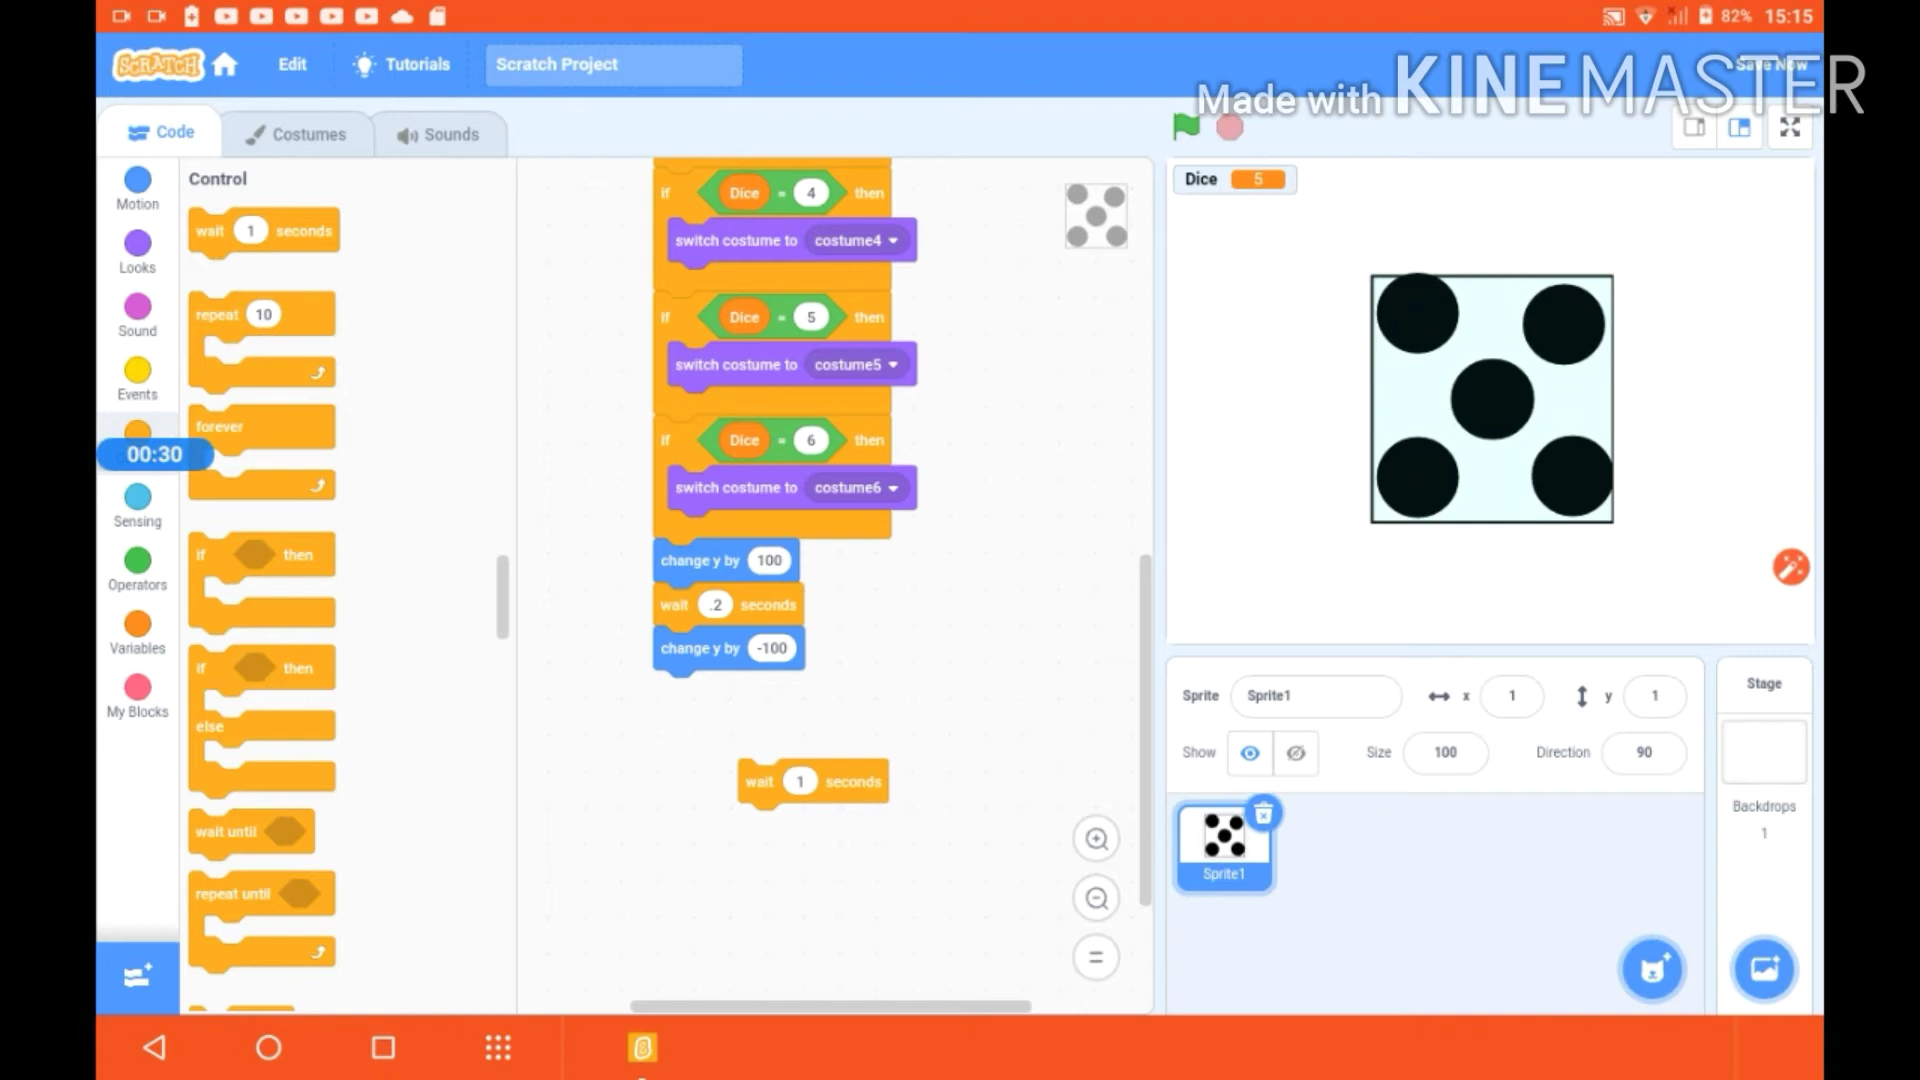 82% 15:15
SCRATCH Edit Tutorials Scratch Project Save Now
Made with KINEMASTER
Code Costumes Sounds
Motion
Looks
Sound
Events
00:30
Sensing
Operators
Variables
My Blocks
Control
wait 1 seconds
repeat 10
forever
if then
if then
else
wait until
repeat until
if Dice = 4 then
switch costume to costume4
if Dice = 5 then
switch costume to costume5
if Dice = 6 then
switch costume to costume6
change y by 100
wait .2 seconds
change y by -100
wait 1 seconds
Dice 5
Sprite Sprite1 x 1 y 1
Show Size 100 Direction 90
Sprite1
Stage
Backdrops
1